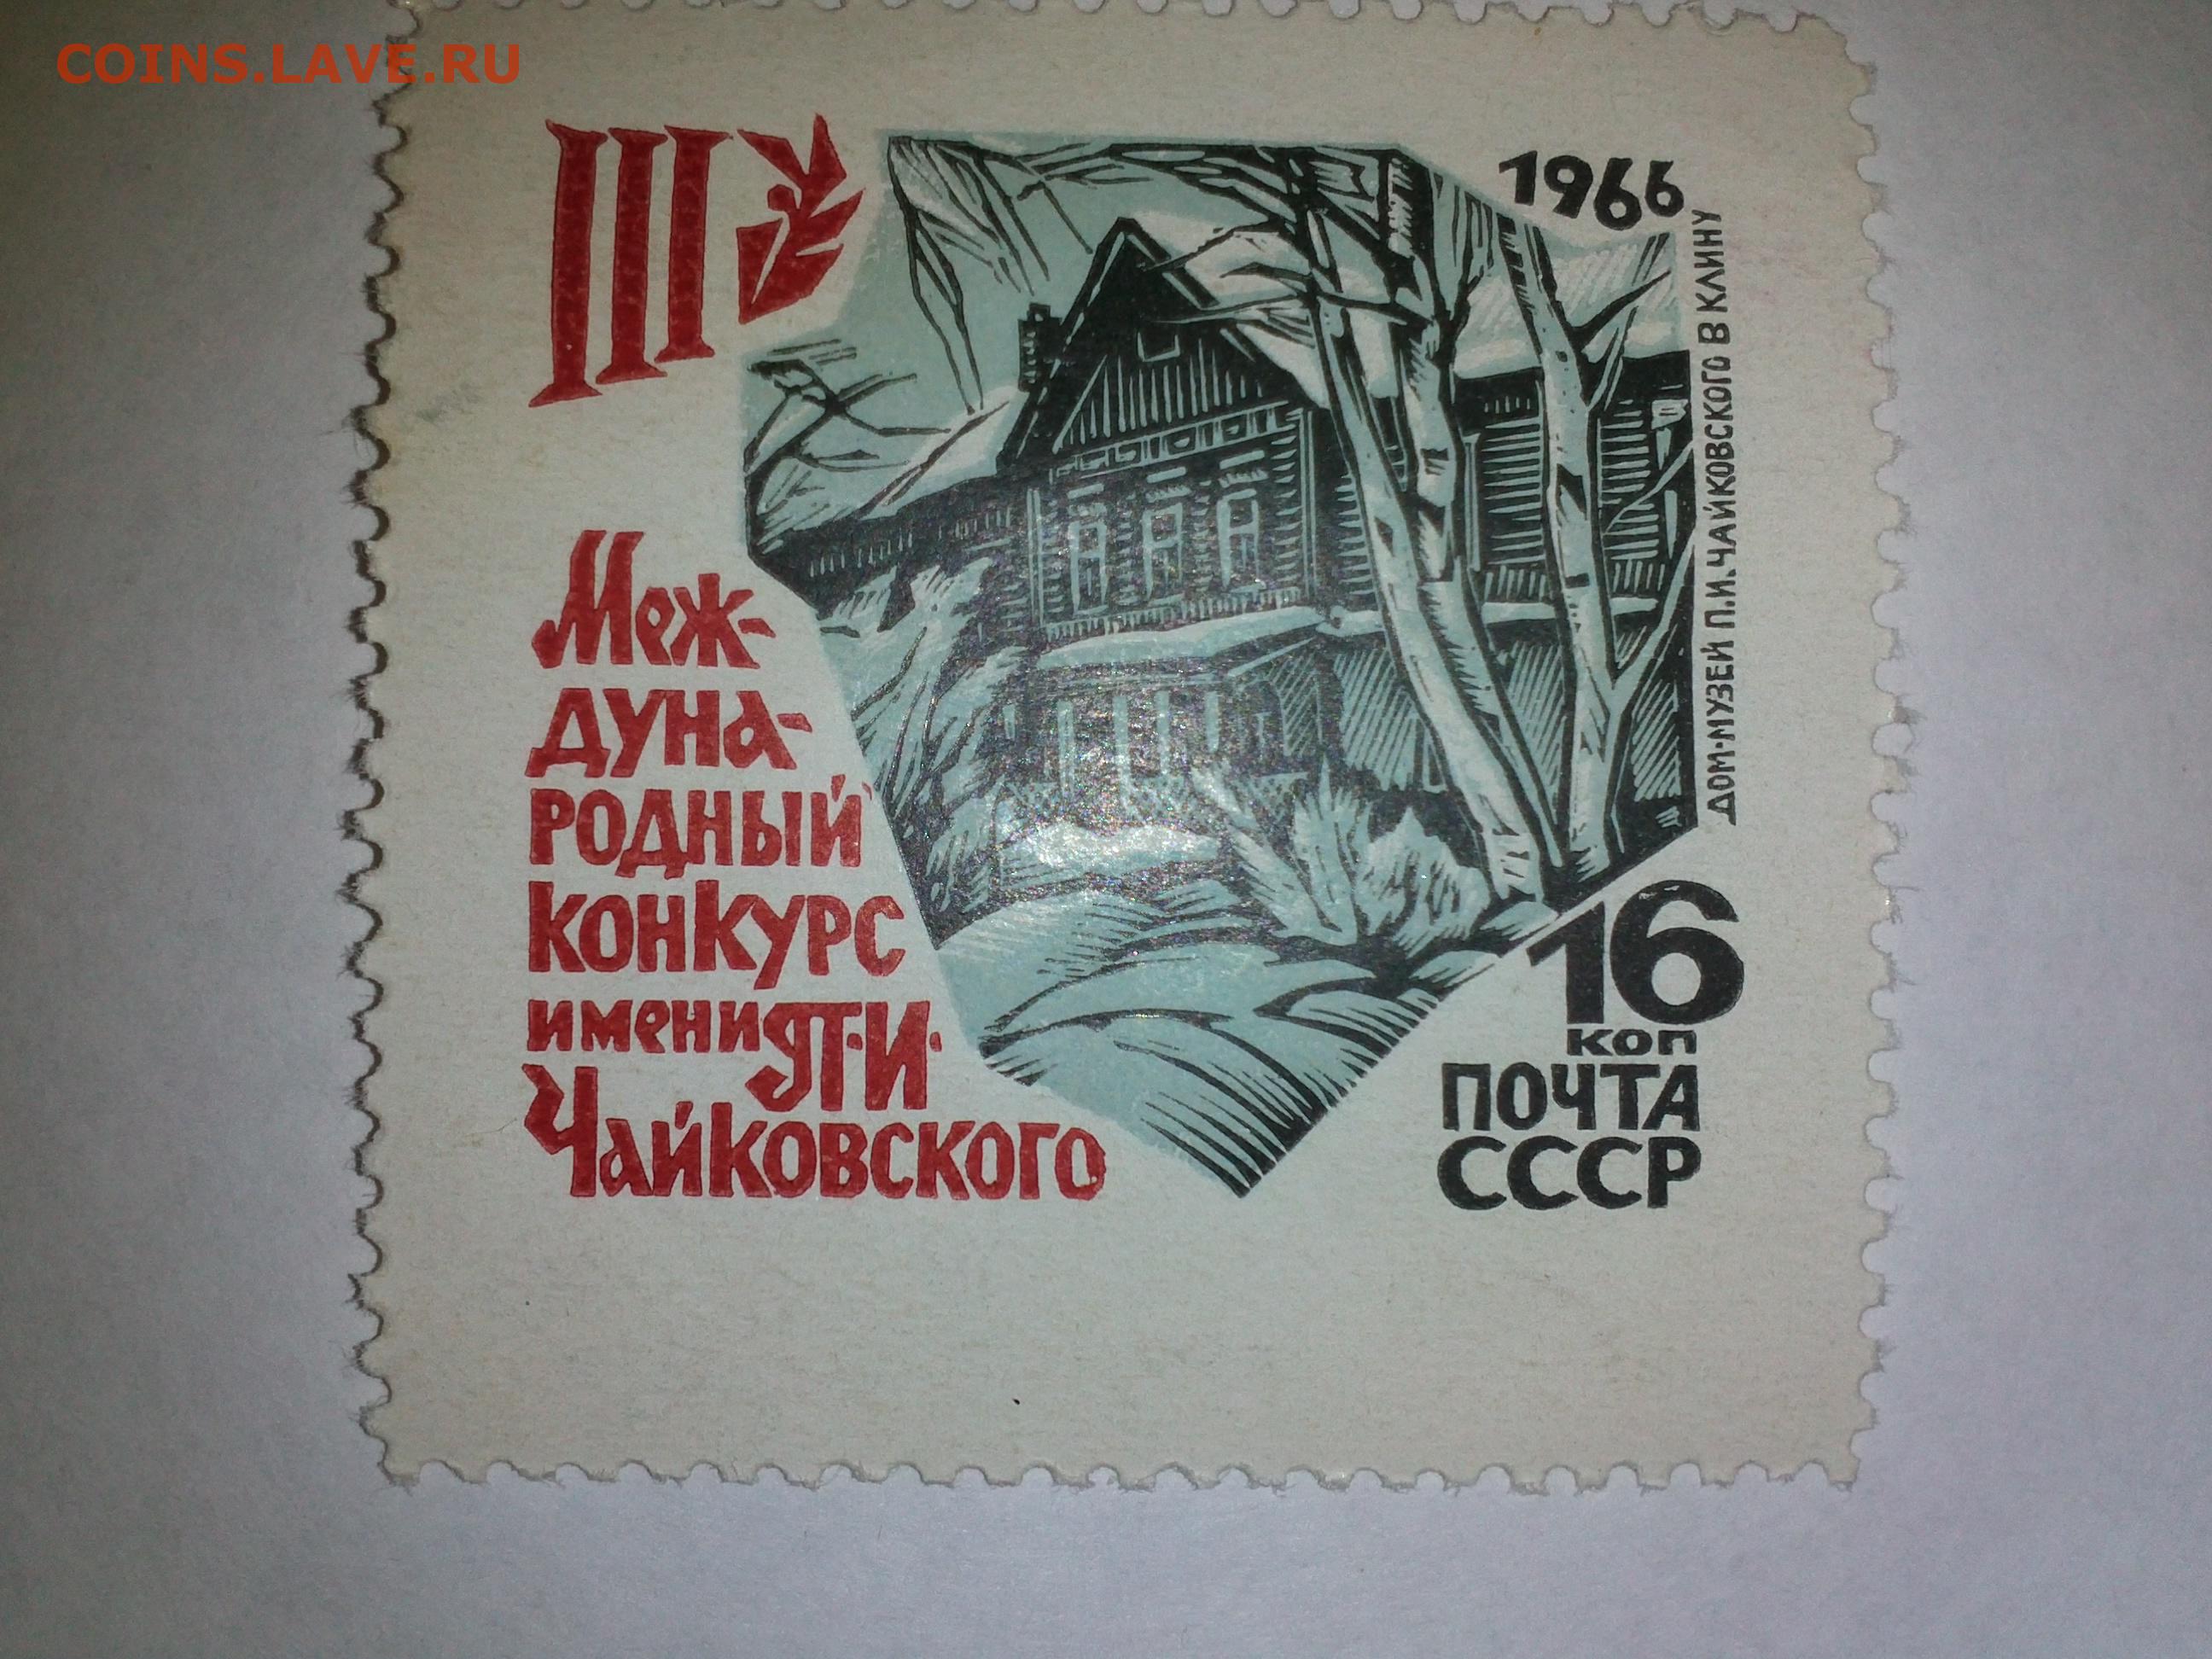 COINS.LAVE.RU
III
1966
ДОМ-МУЗЕЙ П.И.ЧАЙКОВСКОГО В КЛИНУ
Меж-
дуна-
родный
конкурс
имени П.И.
Чайковского
16
коп
ПОЧТА
СССР